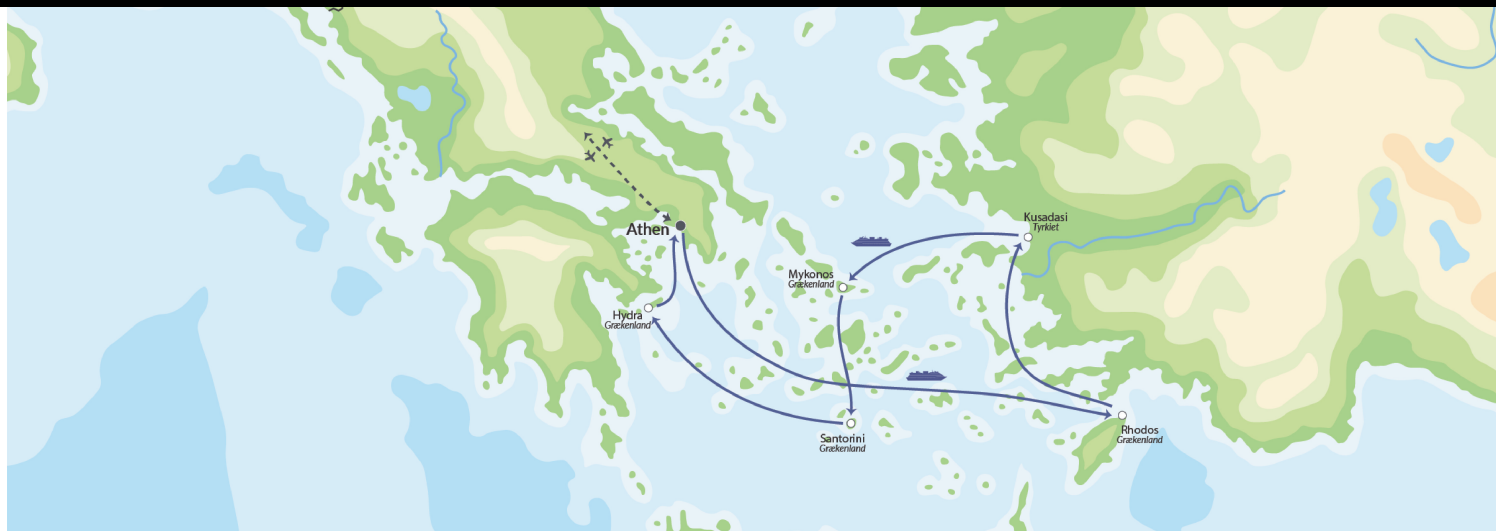 Athen
Kusadasi
Tyrkiet
Mykonos
Grækenland
Hydra
Grækenland
Santorini
Grækenland
Rhodos
Grækenland